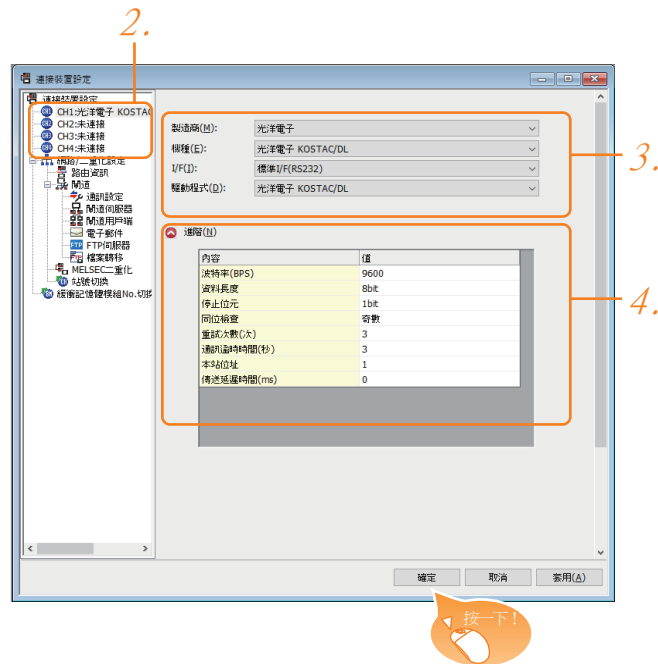 2.
連接裝置設定
連接裝置設定
CH1:光洋電子 KOSTAC
CH2:未連接
CH3:未連接
CH4:未連接
網路/二重化設定
路由資訊
閘道
通訊設定
閘道伺服器
閘道用戶端
電子郵件
FTP伺服器
檔案轉移
MELSEC二重化
站號切換
緩衝記憶體模組No.切換
製造商(M): 光洋電子
機種(E): 光洋電子 KOSTAC/DL
I/F(I): 標準I/F(RS232)
驅動程式(D): 光洋電子 KOSTAC/DL
3.
進階(N)
內容 值
波特率(BPS) 9600
資料長度 8bit
停止位元 1bit
同位檢查 奇數
重試次數(次) 3
通訊逾時時間(秒) 3
本站位址 1
傳送延遲時間(ms) 0
4.
確定 取消 套用(A)
按一下!